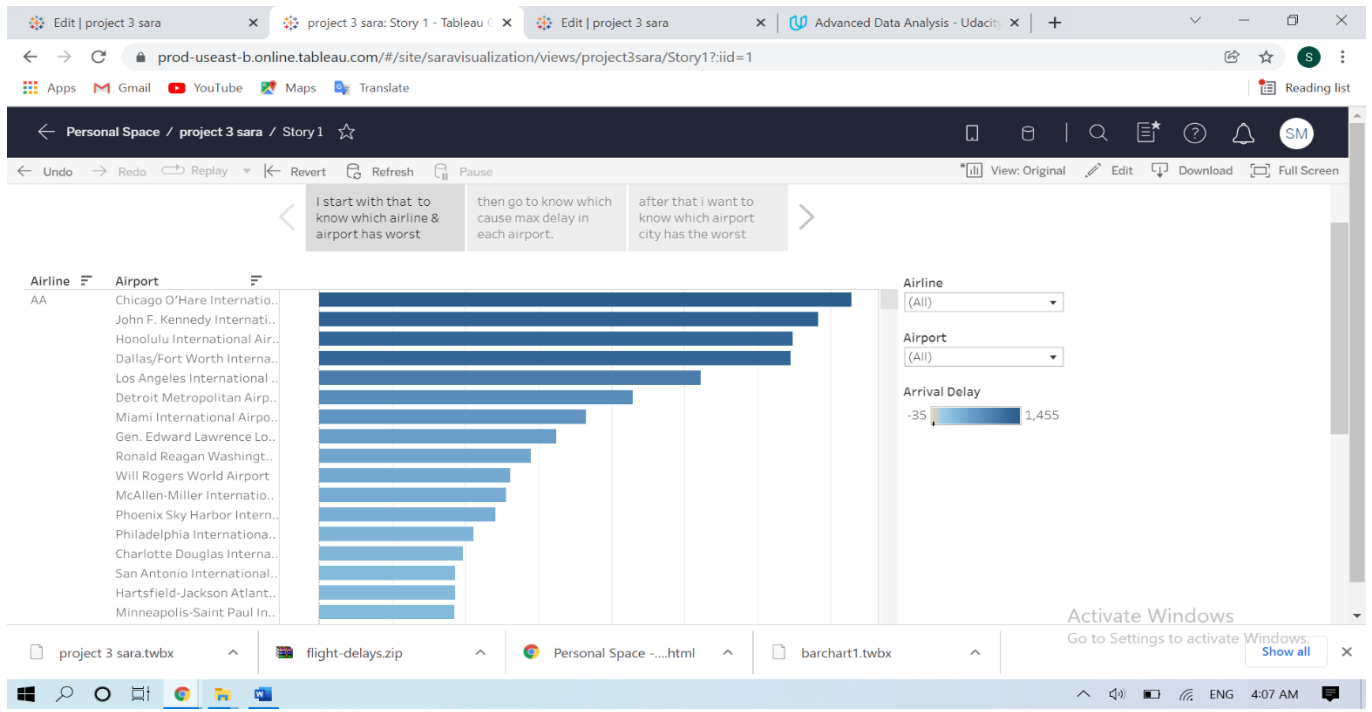 Edit | project 3 sara
project 3 sara: Story 1 - Tableau C
Edit | project 3 sara
Advanced Data Analysis - Udacity
prod-useast-b.online.tableau.com/#/site/saravisualization/views/project3sara/Story1?:iid=1
S
Apps Gmail YouTube Maps Translate Reading list
Personal Space / project 3 sara / Story 1
SM
Undo Redo Replay Revert Refresh Pause View: Original Edit Download Full Screen
I start with that to
know which airline &
airport has worst
then go to know which
cause max delay in
each airport.
after that i want to
know which airport
city has the worst
Airline Airport
AA Chicago O'Hare Internatio..
John F. Kennedy Internati..
Honolulu International Air..
Dallas/Fort Worth Interna..
Los Angeles International ..
Detroit Metropolitan Airp..
Miami International Airpo..
Gen. Edward Lawrence Lo..
Ronald Reagan Washingt..
Will Rogers World Airport
McAllen-Miller Internatio..
Phoenix Sky Harbor Intern..
Philadelphia Internationa..
Charlotte Douglas Interna..
San Antonio International..
Hartsfield-Jackson Atlant..
Minneapolis-Saint Paul In..
Airline
(All)
Airport
(All)
Arrival Delay
-35 1,455
Activate Windows
Go to Settings to activate Windows.
project 3 sara.twbx flight-delays.zip Personal Space -....html barchart1.twbx Show all
ENG 4:07 AM